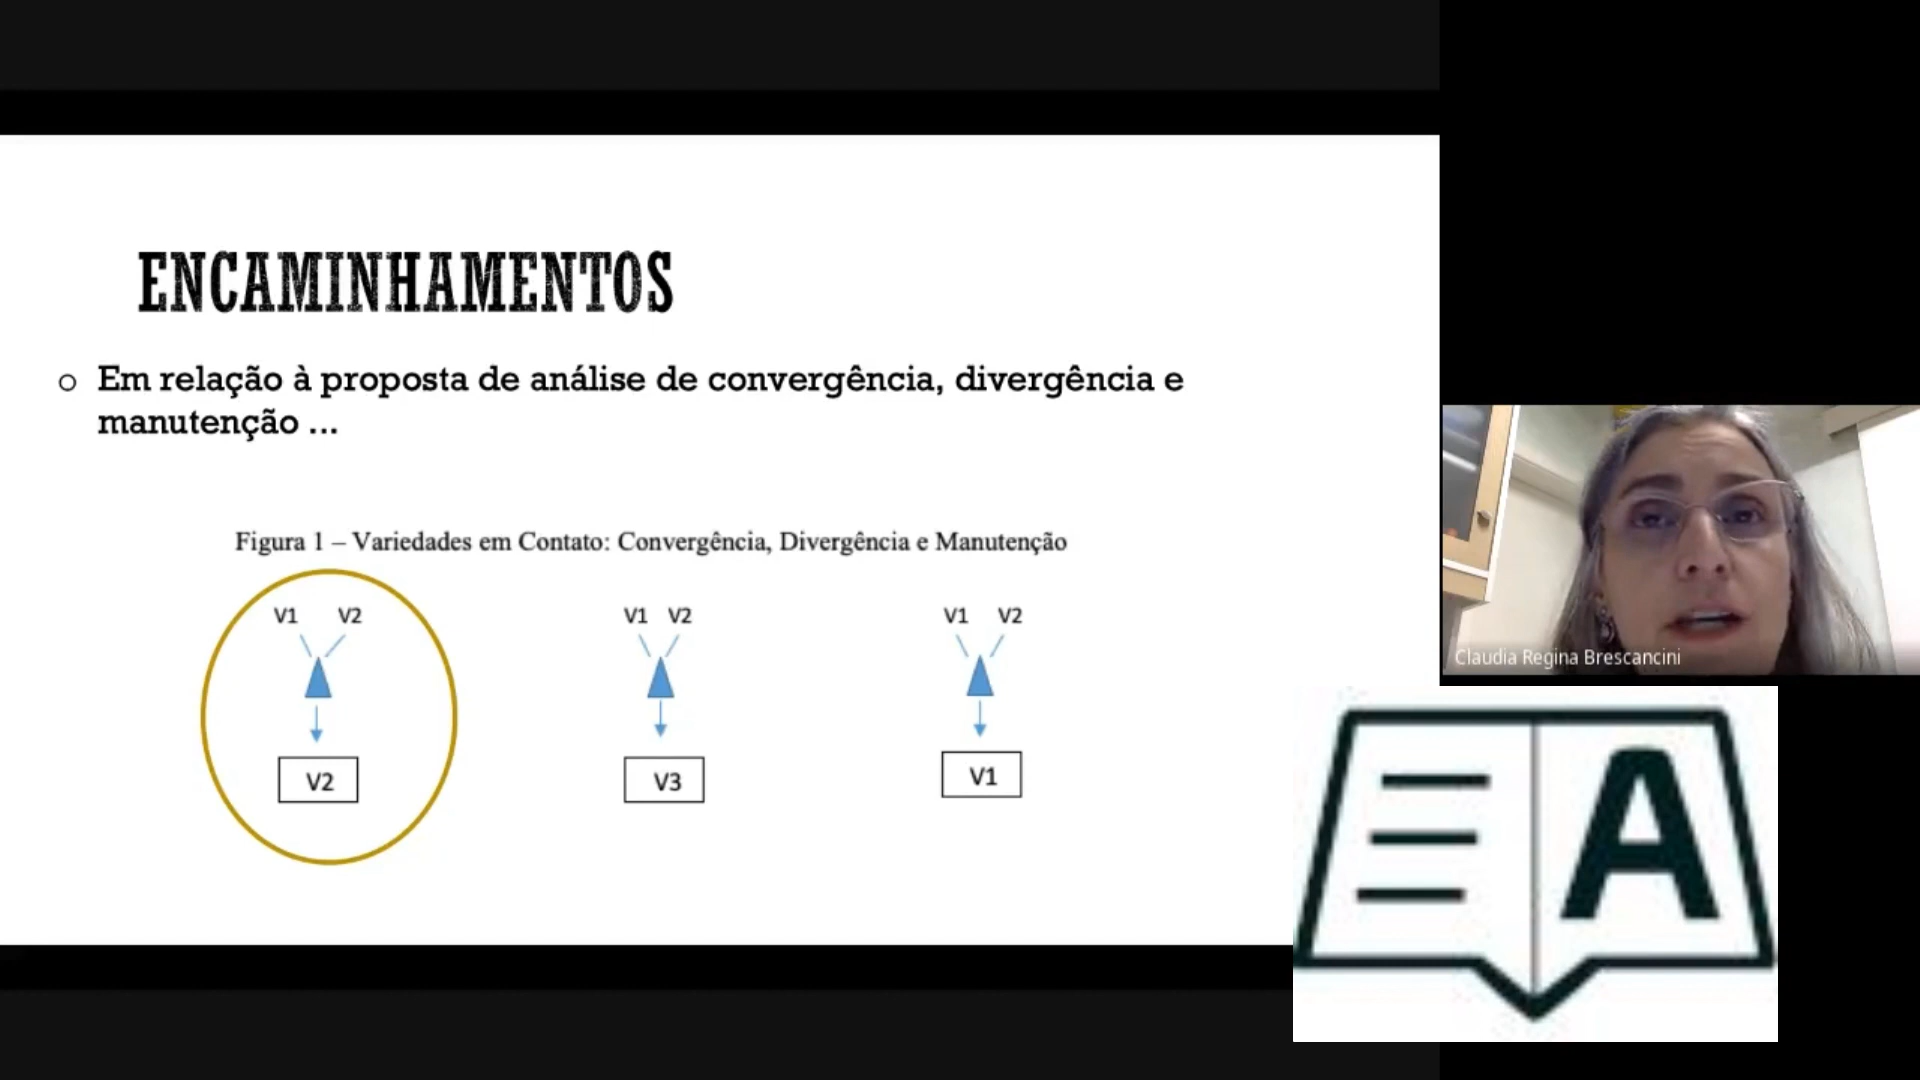 ENCAMINHAMENTOS
o Em relação à proposta de análise de convergência, divergência e
manutenção ...
Figura 1 – Variedades em Contato: Convergência, Divergência e Manutenção
V1 V2
V2
V1 V2
V3
V1 V2
V1
Claudia Regina Brescancini
A